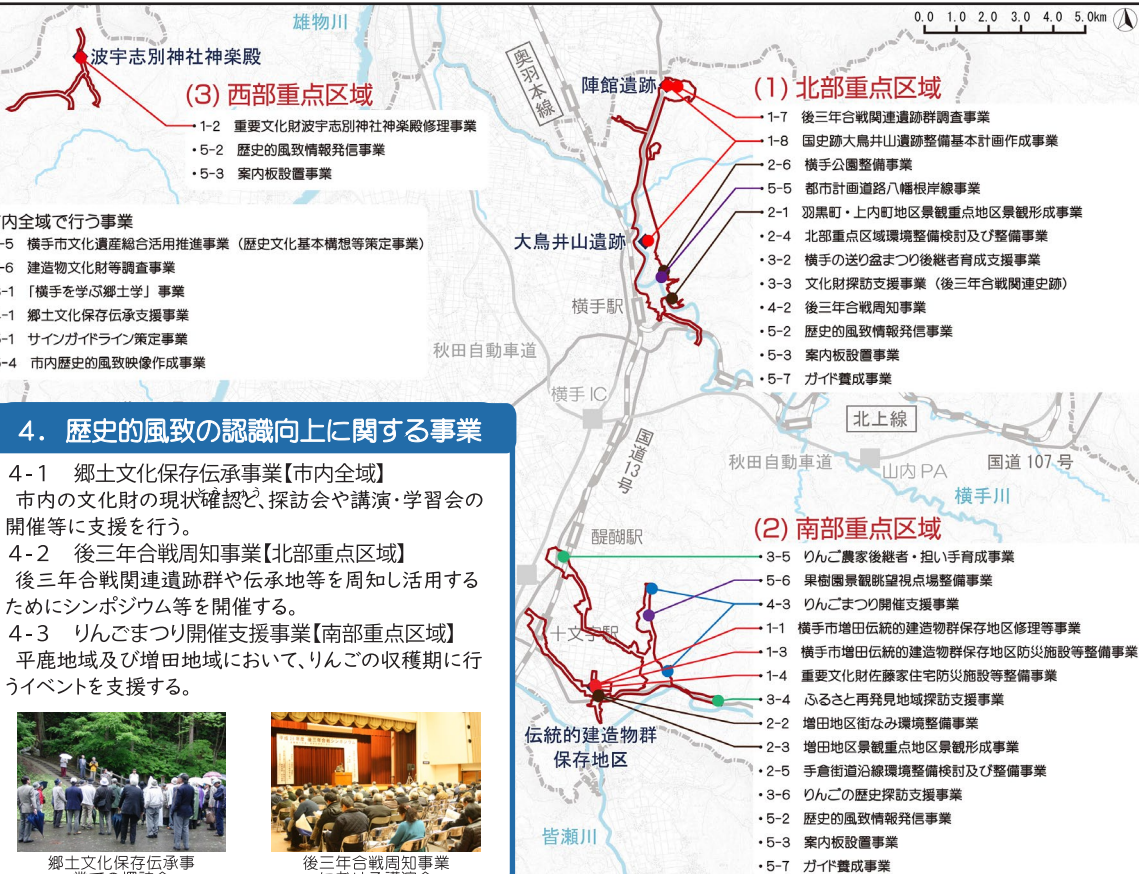 雄物川
0.0 1.0 2.0 3.0 4.0 5.0km
波宇志別神社神楽殿
奥羽本線
陣館遺跡
(3) 西部重点区域
・1-2 重要文化財波宇志別神社神楽殿修理事業
・5-2 歴史的風致情報発信事業
・5-3 案内板設置事業
(1) 北部重点区域
・1-7 後三年合戦関連遺跡群調査事業
・1-8 国史跡大鳥井山遺跡整備基本計画作成事業
・2-6 横手公園整備事業
・5-5 都市計画道路八幡根岸線事業
・2-1 羽黒町・上内町地区景観重点地区景観形成事業
・2-4 北部重点区域環境整備検討及び整備事業
・3-2 横手の送り盆まつり後継者育成支援事業
・3-3 文化財探訪支援事業（後三年合戦関連史跡）
・4-2 後三年合戦周知事業
・5-2 歴史的風致情報発信事業
・5-3 案内板設置事業
・5-7 ガイド養成事業
内全域で行う事業
-5 横手市文化遺産総合活用推進事業（歴史文化基本構想等策定事業）
-6 建造物文化財等調査事業
-1 「横手を学ぶ郷土学」事業
-1 郷土文化保存伝承支援事業
-1 サインガイドライン策定事業
-4 市内歴史的風致映像作成事業
大鳥井山遺跡
横手駅
秋田自動車道
横手IC
北上線
国道13号
秋田自動車道
山内PA
国道107号
横手川
4．歴史的風致の認識向上に関する事業
4-1 郷土文化保存伝承事業【市内全域】
市内の文化財の現状確認と、探訪会や講演・学習会の
開催等に支援を行う。
4-2 後三年合戦周知事業【北部重点区域】
後三年合戦関連遺跡群や伝承地等を周知し活用する
ためにシンポジウム等を開催する。
4-3 りんごまつり開催支援事業【南部重点区域】
平鹿地域及び増田地域において、りんごの収穫期に行
うイベントを支援する。
郷土文化保存伝承事
後三年合戦周知事業
醍醐駅
十文字駅
伝統的建造物群
保存地区
皆瀬川
(2) 南部重点区域
・3-5 りんご農家後継者・担い手育成事業
・5-6 果樹園景観眺望視点場整備事業
・4-3 りんごまつり開催支援事業
・1-1 横手市増田伝統的建造物群保存地区修理等事業
・1-3 横手市増田伝統的建造物群保存地区防災施設等整備事業
・1-4 重要文化財佐藤家住宅防災施設等整備事業
・3-4 ふるさと再発見地域探訪支援事業
・2-2 増田地区街なみ環境整備事業
・2-3 増田地区景観重点地区景観形成事業
・2-5 手倉街道沿線環境整備検討及び整備事業
・3-6 りんごの歴史探訪支援事業
・5-2 歴史的風致情報発信事業
・5-3 案内板設置事業
・5-7 ガイド養成事業